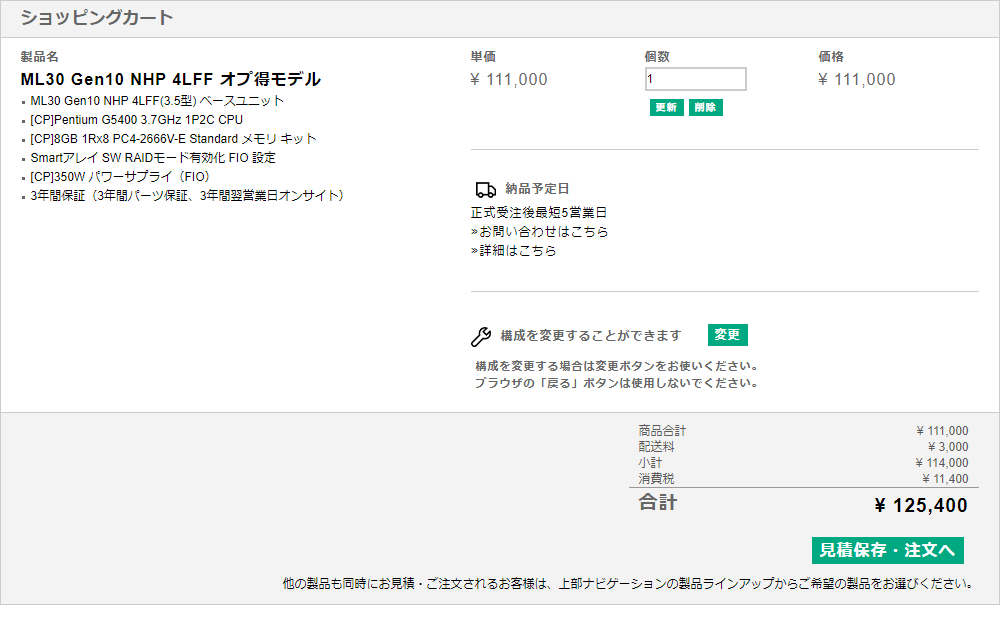 ショッピングカート
製品名
単価
個数
価格
ML30 Gen10 NHP 4LFF オプ得モデル
¥ 111,000
1
¥ 111,000
ML30 Gen10 NHP 4LFF(3.5型) ベースユニット
[CP]Pentium G5400 3.7GHz 1P2C CPU
更新
削除
[CP]8GB 1Rx8 PC4-2666V-E Standard メモリ キット
Smartアレイ SW RAIDモード有効化 FIO 設定
[CP]350W パワーサプライ（FIO）
3年間保証（3年間パーツ保証、3年間翌営業日オンサイト）
納品予定日
正式受注後最短5営業日
»お問い合わせはこちら
»詳細はこちら
構成を変更することができます
変更
構成を変更する場合は変更ボタンをお使いください。
ブラウザの「戻る」ボタンは使用しないでください。
商品合計 ¥ 111,000
配送料 ¥ 3,000
小計 ¥ 114,000
消費税 ¥ 11,400
合計 ¥ 125,400
見積保存・注文へ
他の製品も同時にお見積・ご注文されるお客様は、上部ナビゲーションの製品ラインアップからご希望の製品をお選びください。